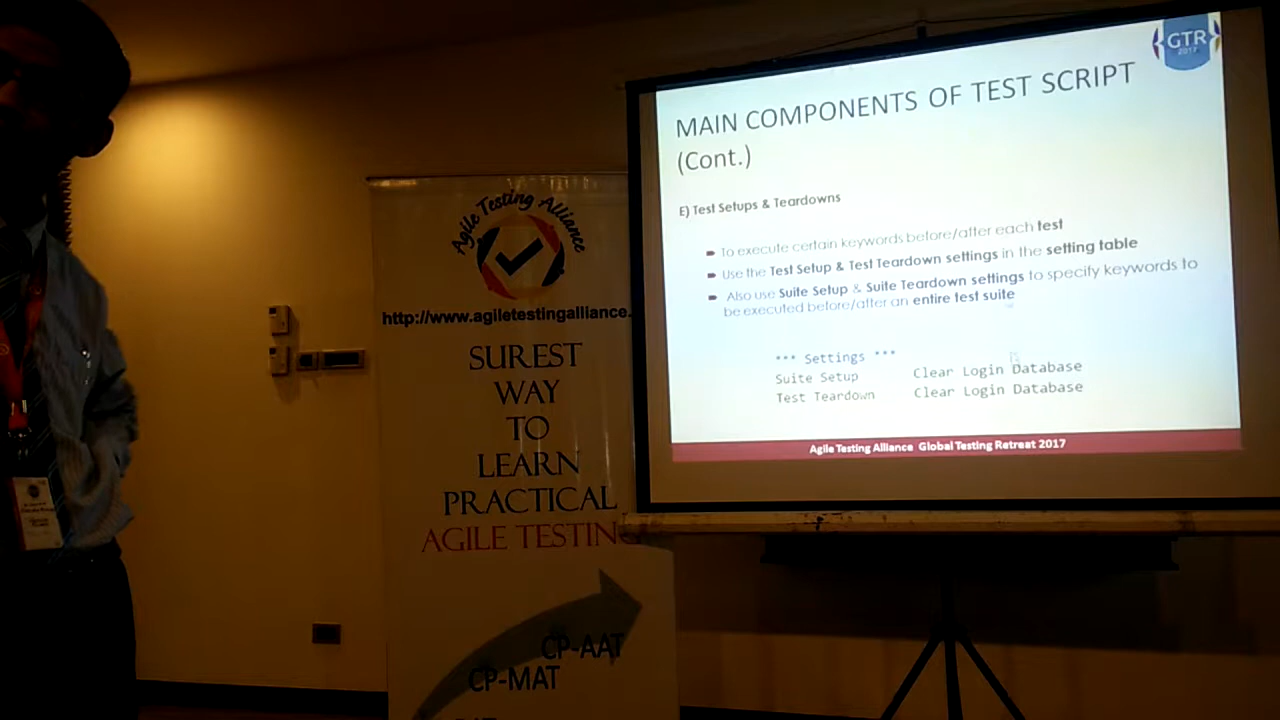 Agile Testing Alliance
http://www.agiletestingalliance.
SUREST
WAY
TO
LEARN
PRACTICAL
AGILE TESTING
CP-AAT
CP-MAT
GTR
2017
MAIN COMPONENTS OF TEST SCRIPT
(Cont.)
E) Test Setups & Teardowns
To execute certain keywords before/after each test
Use the Test Setup & Test Teardown settings in the setting table
Also use Suite Setup & Suite Teardown settings to specify keywords to
be executed before/after an entire test suite
*** Settings ***
Suite Setup Clear Login Database
Test Teardown Clear Login Database
Agile Testing Alliance Global Testing Retreat 2017